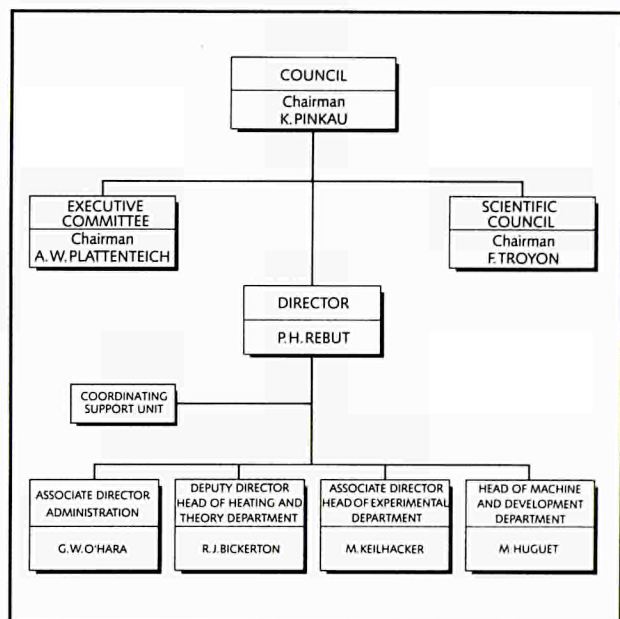 COUNCIL
Chairman
K. PINKAU
EXECUTIVE
COMMITTEE
Chairman
A. W. PLATTENTEICH
SCIENTIFIC
COUNCIL
Chairman
F. TROYON
DIRECTOR
P. H. REBUT
COORDINATING
SUPPORT UNIT
ASSOCIATE DIRECTOR
ADMINISTRATION
G. W. O'HARA
DEPUTY DIRECTOR
HEAD OF HEATING AND
THEORY DEPARTMENT
R. J. BICKERTON
ASSOCIATE DIRECTOR
HEAD OF EXPERIMENTAL
DEPARTMENT
M. KEILHACKER
HEAD OF MACHINE
AND DEVELOPMENT
DEPARTMENT
M HUGUET